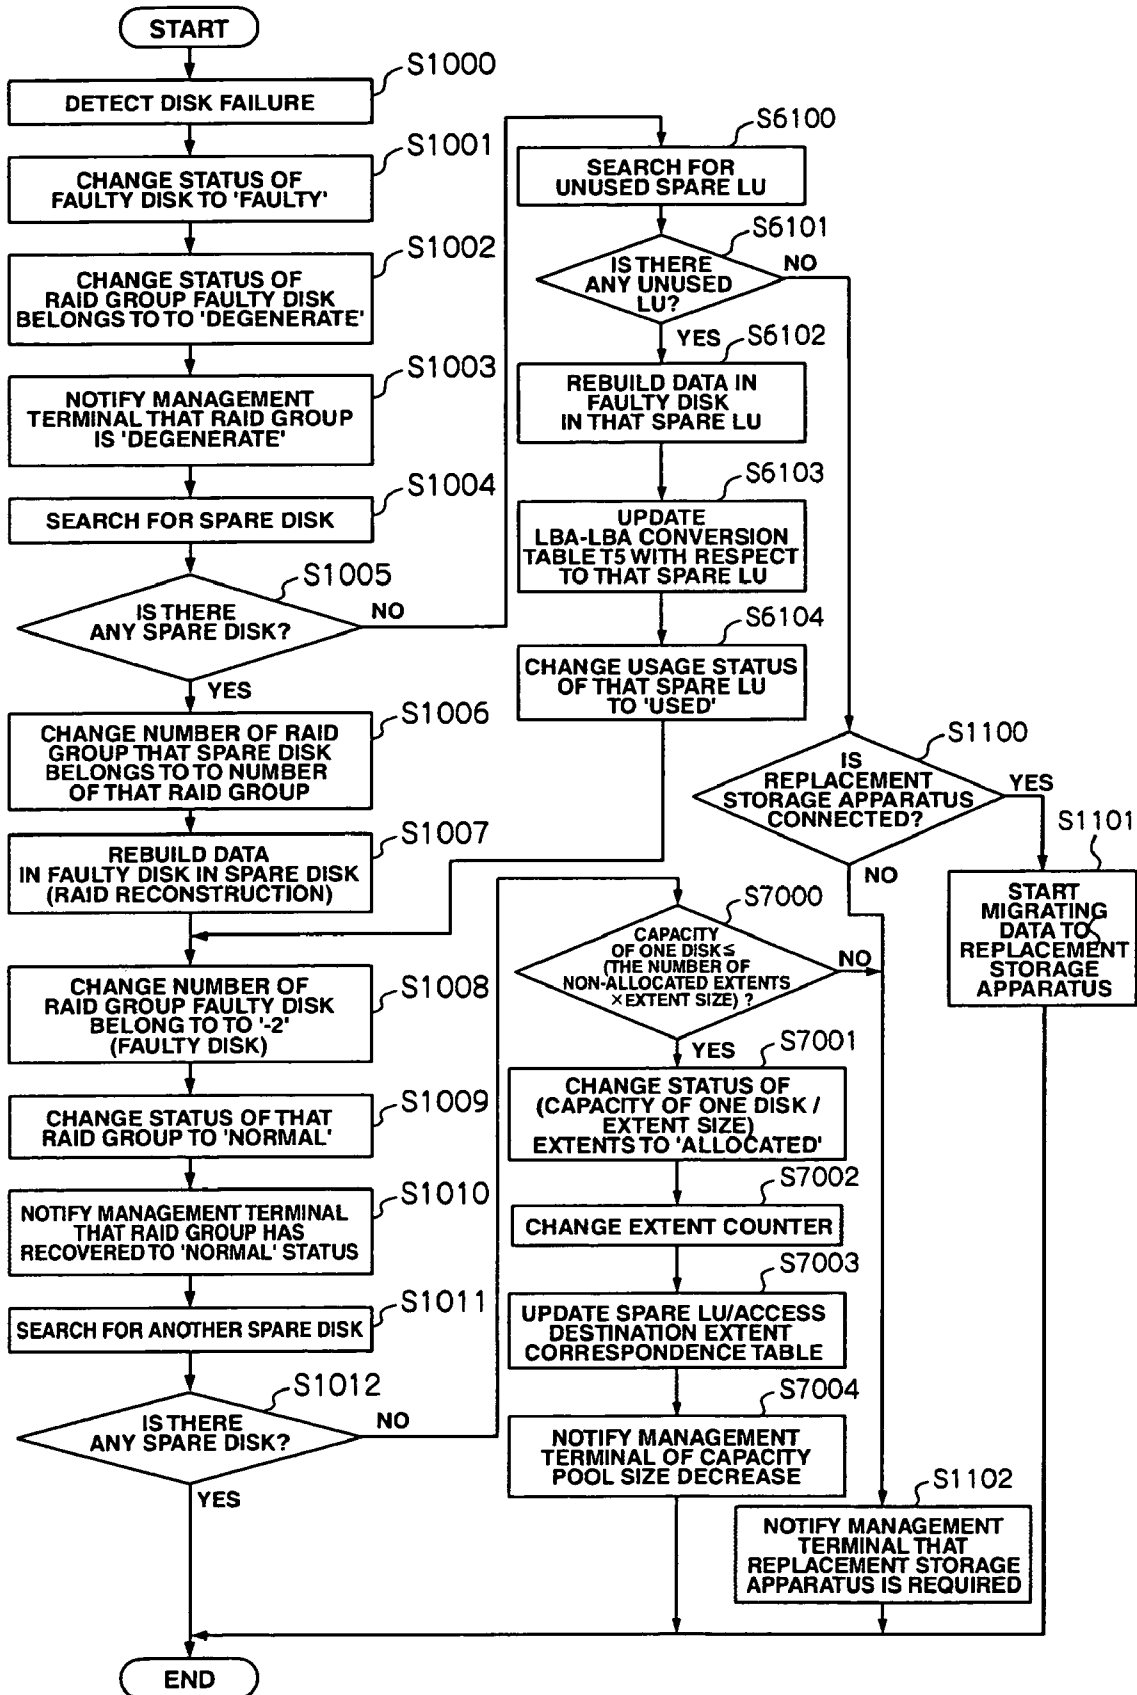 START
S1000
DETECT DISK FAILURE
S1001
CHANGE STATUS OF
FAULTY DISK TO 'FAULTY'
S1002
CHANGE STATUS OF
RAID GROUP FAULTY DISK
BELONGS TO TO 'DEGENERATE'
S1003
NOTIFY MANAGEMENT
TERMINAL THAT RAID GROUP
IS 'DEGENERATE'
S1004
SEARCH FOR SPARE DISK
S1005
IS THERE
ANY SPARE DISK?
NO
YES
S1006
CHANGE NUMBER OF RAID
GROUP THAT SPARE DISK
BELONGS TO TO NUMBER
OF THAT RAID GROUP
S1007
REBUILD DATA
IN FAULTY DISK IN SPARE DISK
(RAID RECONSTRUCTION)
S1008
CHANGE NUMBER OF
RAID GROUP FAULTY DISK
BELONG TO TO '-2'
(FAULTY DISK)
S1009
CHANGE STATUS OF THAT
RAID GROUP TO 'NORMAL'
S1010
NOTIFY MANAGEMENT TERMINAL
THAT RAID GROUP HAS
RECOVERED TO 'NORMAL' STATUS
S1011
SEARCH FOR ANOTHER SPARE DISK
S1012
IS THERE
ANY SPARE DISK?
NO
YES
END
S6100
SEARCH FOR
UNUSED SPARE LU
S6101
IS THERE
ANY UNUSED
LU?
NO
YES
S6102
REBUILD DATA IN
FAULTY DISK
IN THAT SPARE LU
S6103
UPDATE
LBA-LBA CONVERSION
TABLE T5 WITH RESPECT
TO THAT SPARE LU
S6104
CHANGE USAGE STATUS
OF THAT SPARE LU
TO 'USED'
S7000
CAPACITY
OF ONE DISK≤
(THE NUMBER OF
NON-ALLOCATED EXTENTS
×EXTENT SIZE) ?
NO
YES
S7001
CHANGE STATUS OF
(CAPACITY OF ONE DISK /
EXTENT SIZE)
EXTENTS TO 'ALLOCATED'
S7002
CHANGE EXTENT COUNTER
S7003
UPDATE SPARE LU/ACCESS
DESTINATION EXTENT
CORRESPONDENCE TABLE
S7004
NOTIFY MANAGEMENT
TERMINAL OF CAPACITY
POOL SIZE DECREASE
S1100
IS
REPLACEMENT
STORAGE APPARATUS
CONNECTED?
YES
NO
S1101
START
MIGRATING
DATA TO
REPLACEMENT
STORAGE
APPARATUS
S1102
NOTIFY MANAGEMENT
TERMINAL THAT
REPLACEMENT STORAGE
APPARATUS IS REQUIRED